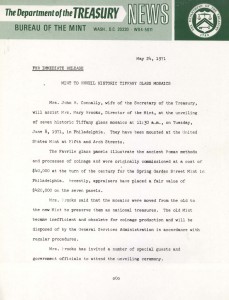 The Department of the TREASURY NEWS
BUREAU OF THE MINT WASH. D.C. 20220 WO4-5011
May 24, 1971
FOR IMMEDIATE RELEASE
MINT TO UNVEIL HISTORIC TIFFANY GLASS MOSAICS
Mrs. John B. Connally, wife of the Secretary of the Treasury,
will assist Mrs. Mary Brooks, Director of the Mint, at the unveiling
of seven historic Tiffany glass mosaics at 11:30 a.m., on Tuesday,
June 8, 1971, in Philadelphia. They have been mounted at the United
States Mint at Fifth and Arch Streets.
The Favrile glass panels illustrate the ancient Roman methods
and processes of coinage and were originally commissioned at a cost of
$40,000 at the turn of the century for the Spring Garden Street Mint in
Philadelphia. Recently, appraisers have placed a fair value of
$420,000 on the seven panels.
Mrs. Brooks said that the mosaics were moved from the old
to the new Mint to preserve them as national treasures. The old Mint
became inefficient and obsolete for coinage production and will be
disposed of by the General Services Administration in accordance with
regular procedures.
Mrs. Brooks has invited a number of special guests and
government officials to attend the unveiling ceremony.